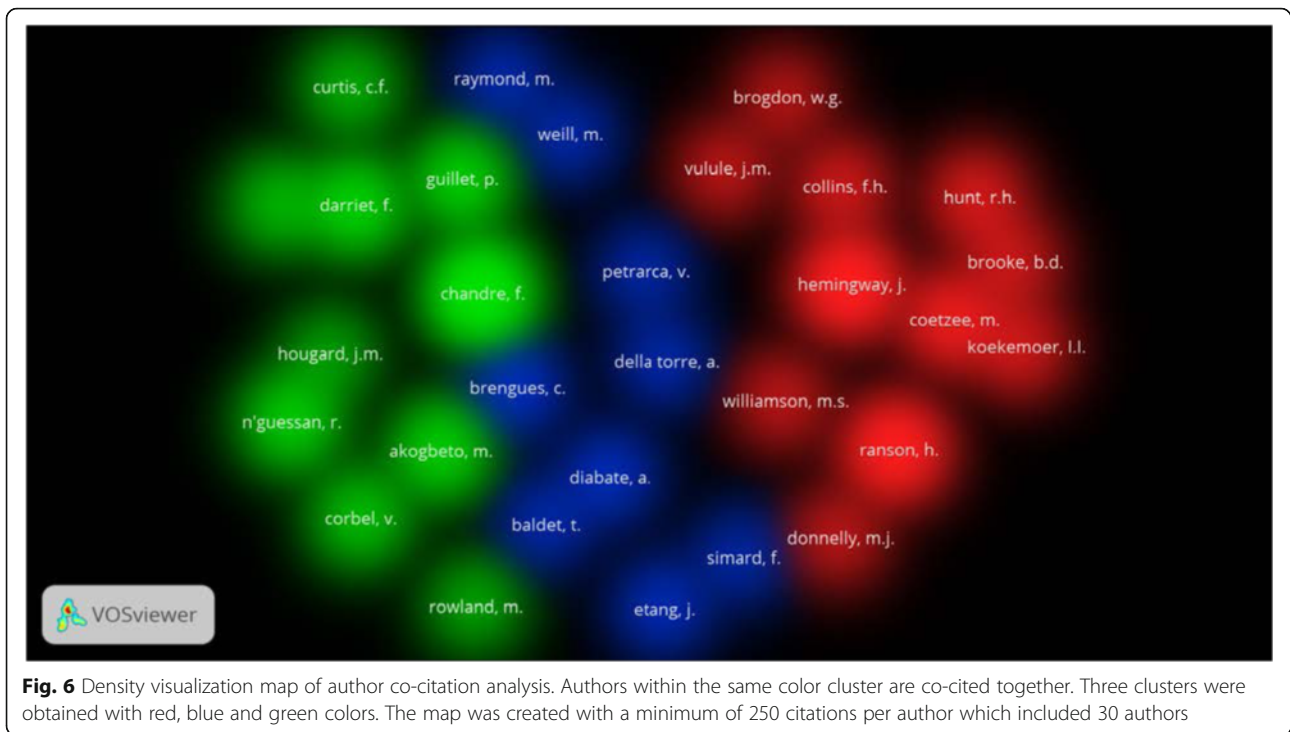 curtis, c.f.
raymond, m.
brogdon, w.g.
weill, m.
vulule, j.m.
guillet, p.
collins, f.h.
hunt, r.h.
darriet, f.
brooke, b.d.
petrarca, v.
hemingway, j.
chandre, f.
coetzee, m.
koekemoer, l.l.
hougard, j.m.
della torre, a.
brengues, c.
williamson, m.s.
n'guessan, r.
akogbeto, m.
ranson, h.
diabate, a.
corbel, v.
baldet, t.
donnelly, m.j.
simard, f.
rowland, m.
etang, j.
VOSviewer
Fig. 6 Density visualization map of author co-citation analysis. Authors within the same color cluster are co-cited together. Three clusters were
obtained with red, blue and green colors. The map was created with a minimum of 250 citations per author which included 30 authors